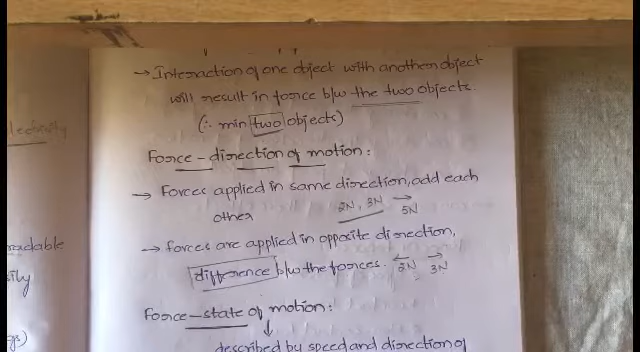 → Interaction of one object with another object
will result in force b/w the two objects.
(∴ min two objects)
Force - direction of motion:
→ Forces applied in same direction, add each
other 2N, 3N → 5N
→ forces are applied in opposite direction,
difference b/w the forces. ← 2N → 3N
Force - state of motion:
↓
described by speed and direction of